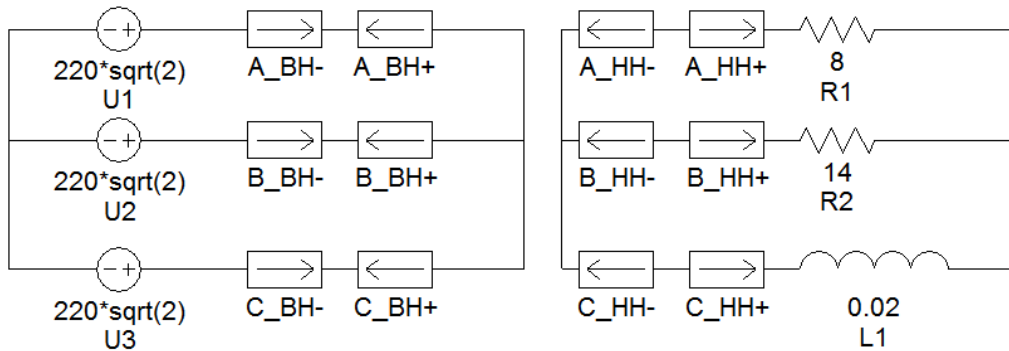 220*sqrt(2)
U1
A_BH-
A_BH+
A_HH-
A_HH+
8
R1
220*sqrt(2)
U2
B_BH-
B_BH+
B_HH-
B_HH+
14
R2
220*sqrt(2)
U3
C_BH-
C_BH+
C_HH-
C_HH+
0.02
L1